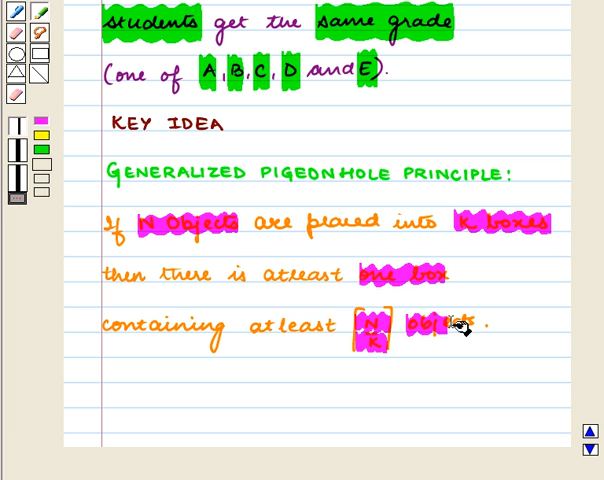 students get the same grade
(one of A, B, C, D and E).
KEY IDEA
GENERALIZED PIGEONHOLE PRINCIPLE:
If N Objects are placed into K boxes
then there is atleast one box
containing atleast ⌈N/K⌉ objects.